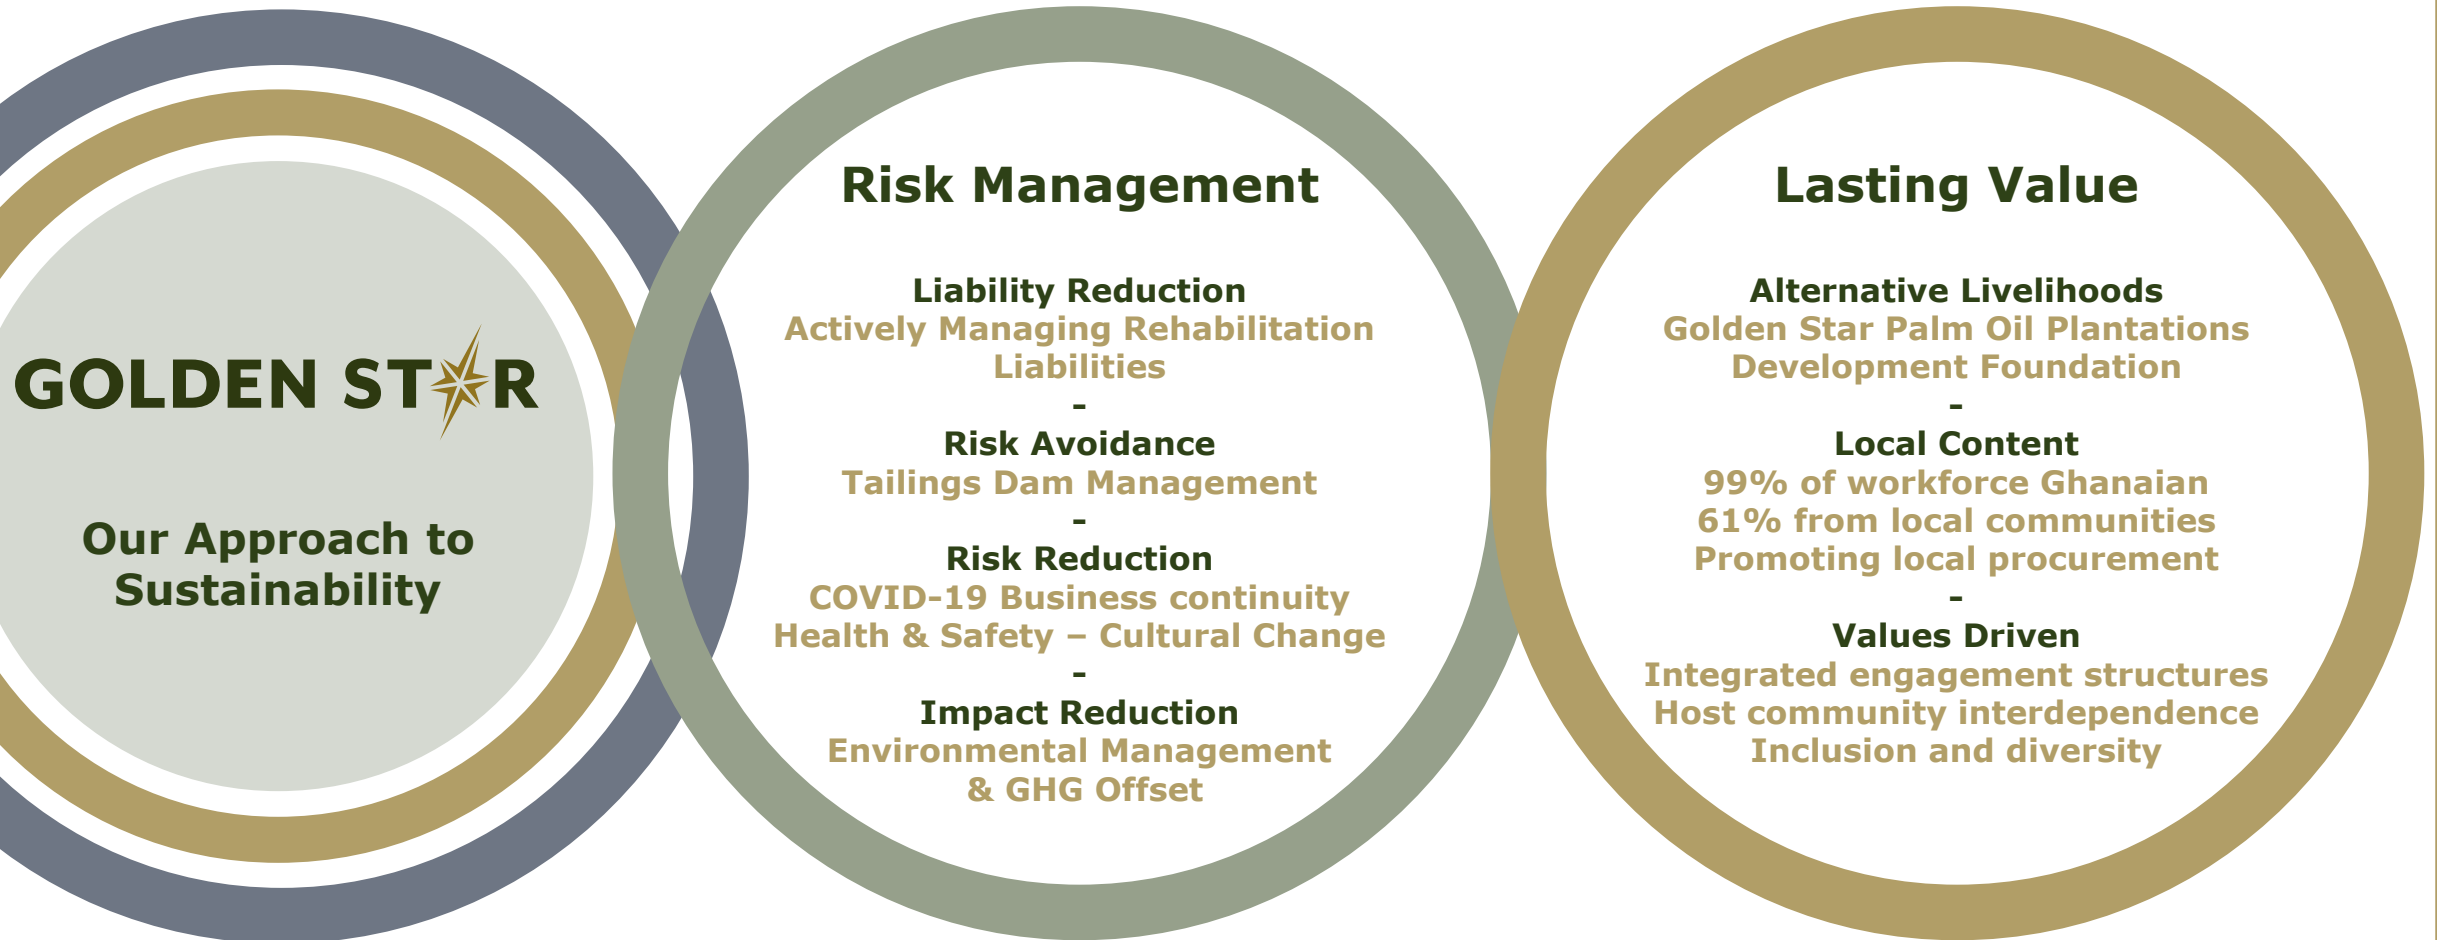 GOLDEN STAR
Our Approach to
Sustainability
Risk Management
Liability Reduction
Actively Managing Rehabilitation
Liabilities
-
Risk Avoidance
Tailings Dam Management
-
Risk Reduction
COVID-19 Business continuity
Health & Safety – Cultural Change
-
Impact Reduction
Environmental Management
& GHG Offset
Lasting Value
Alternative Livelihoods
Golden Star Palm Oil Plantations
Development Foundation
-
Local Content
99% of workforce Ghanaian
61% from local communities
Promoting local procurement
-
Values Driven
Integrated engagement structures
Host community interdependence
Inclusion and diversity